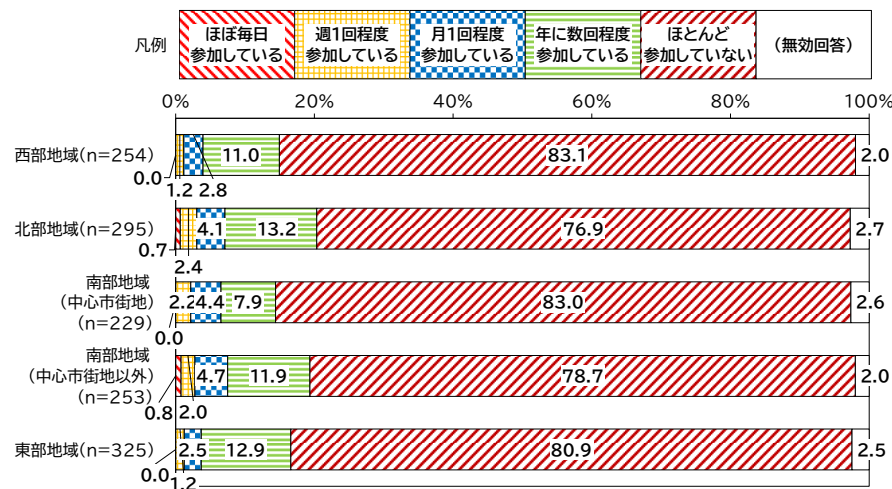 凡例
ほぼ毎日
参加している
週1回程度
参加している
月1回程度
参加している
年に数回程度
参加している
ほとんど
参加していない
（無効回答）
0% 20% 40% 60% 80% 100%
西部地域(n=254)
11.0 83.1 2.0
0.0
1.2 2.8
北部地域(n=295)
4.1 13.2 76.9 2.7
0.7
2.4
南部地域
（中心市街地）
（n=229）
2.2 4.4 7.9 83.0 2.6
0.0
南部地域
（中心市街地以外）
（n=253）
4.7 11.9 78.7 2.0
0.8 2.0
東部地域(n=325)
2.5 12.9 80.9 2.5
0.0
1.2